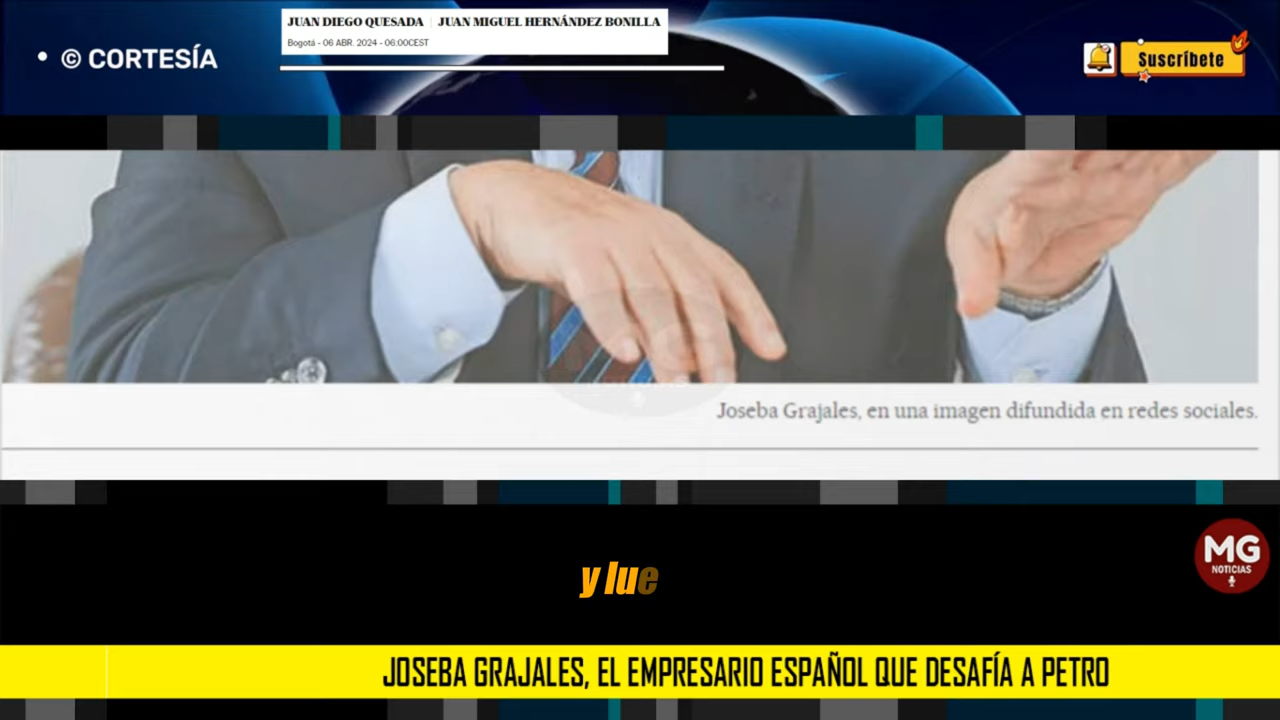 JUAN DIEGO QUESADA | JUAN MIGUEL HERNÁNDEZ BONILLA
Bogotá - 06 ABR. 2024 - 06:00CEST
• © CORTESÍA
Suscríbete
Joseba Grajales, en una imagen difundida en redes sociales.
MG
NOTICIAS
y lue
JOSEBA GRAJALES, EL EMPRESARIO ESPAÑOL QUE DESAFÍA A PETRO